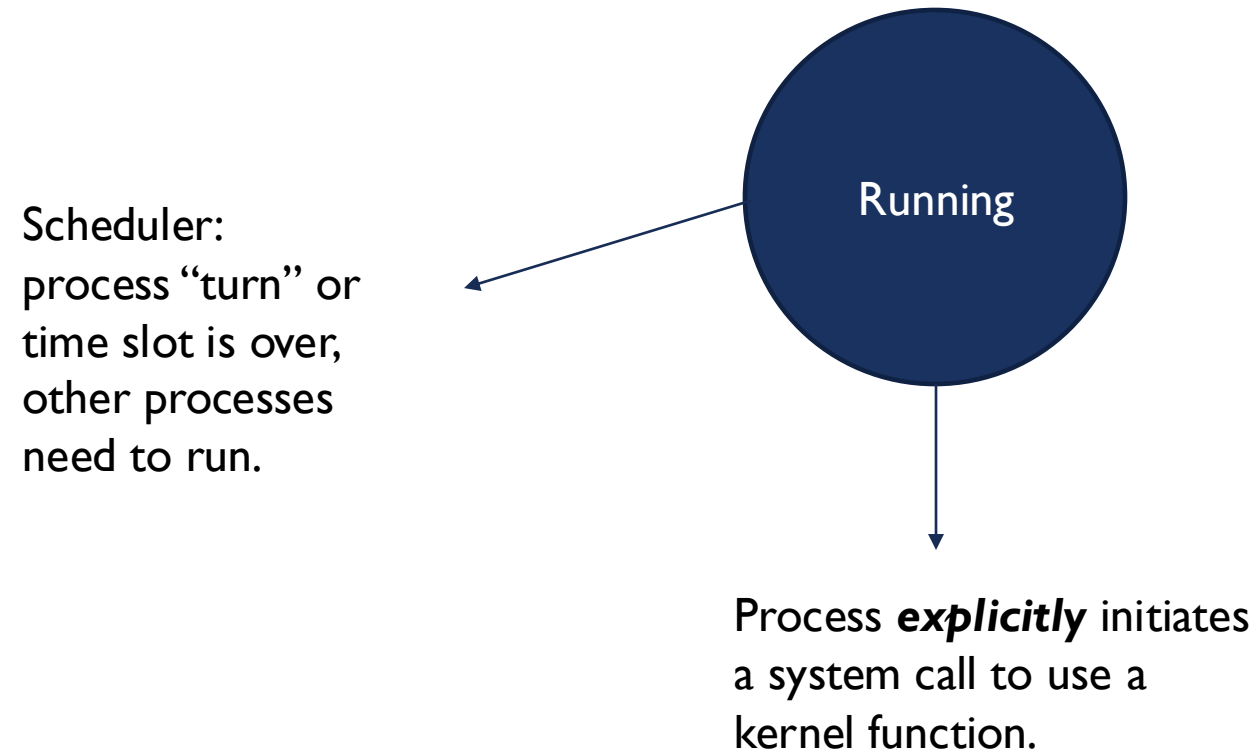 Running
Scheduler:
process “turn” or
time slot is over,
other processes
need to run.
Process explicitly initiates
a system call to use a
kernel function.